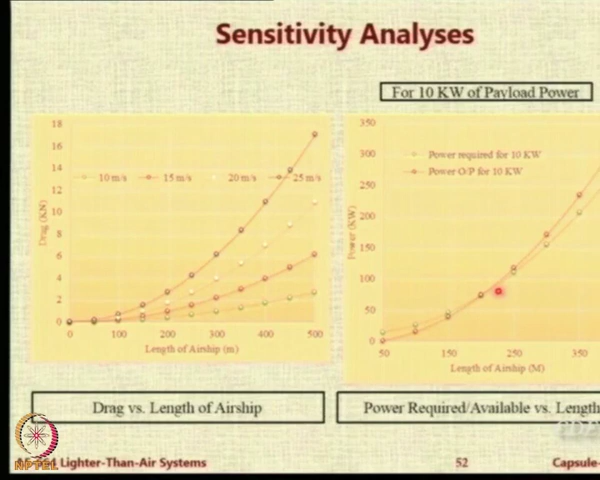 Sensitivity Analyses
For 10 KW of Payload Power
18
16
14
12
10
8
6
4
2
0
Drag (KN)
10 m/s
15 m/s
20 m/s
25 m/s
0
100
200
300
400
500
Length of Airship (m)
350
300
250
200
150
100
50
0
Power (KW)
Power required for 10 KW
Power O/P for 10 KW
50
150
250
350
Length of Airship (M)
Drag vs. Length of Airship
Power Required/Available vs. Length
NPTEL
Lighter-Than-Air Systems
52
Capsule-